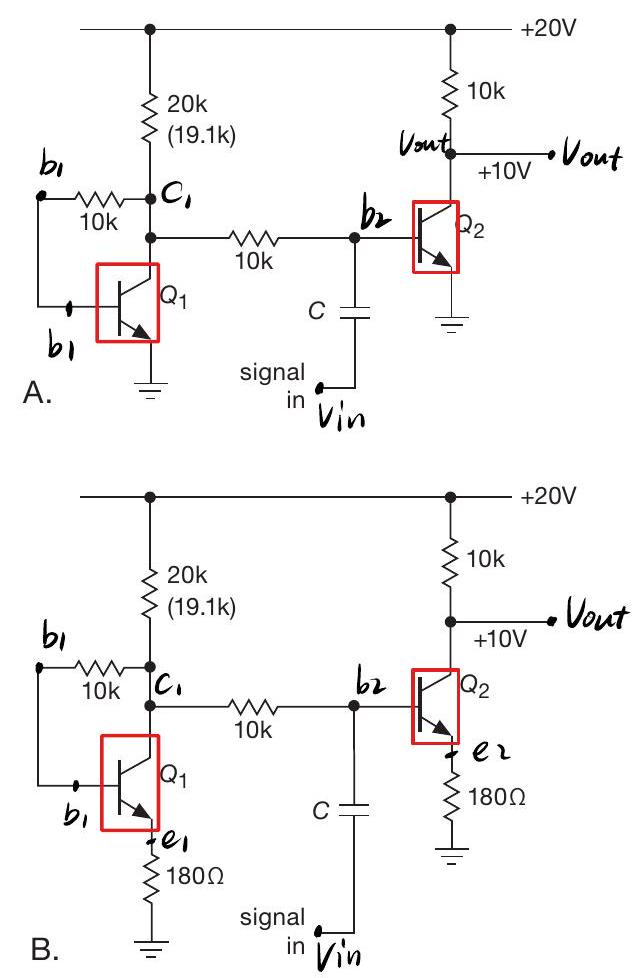 +20V
20k
(19.1k)
10k
Vout
+10V
Vout
b1
C1
10k
b2
Q2
10k
Q1
C
b1
signal
in
Vin
A.
+20V
20k
(19.1k)
10k
Vout
+10V
b1
10k
C1
b2
Q2
10k
Q1
e2
b1
C
180Ω
e1
180Ω
signal
in
Vin
B.